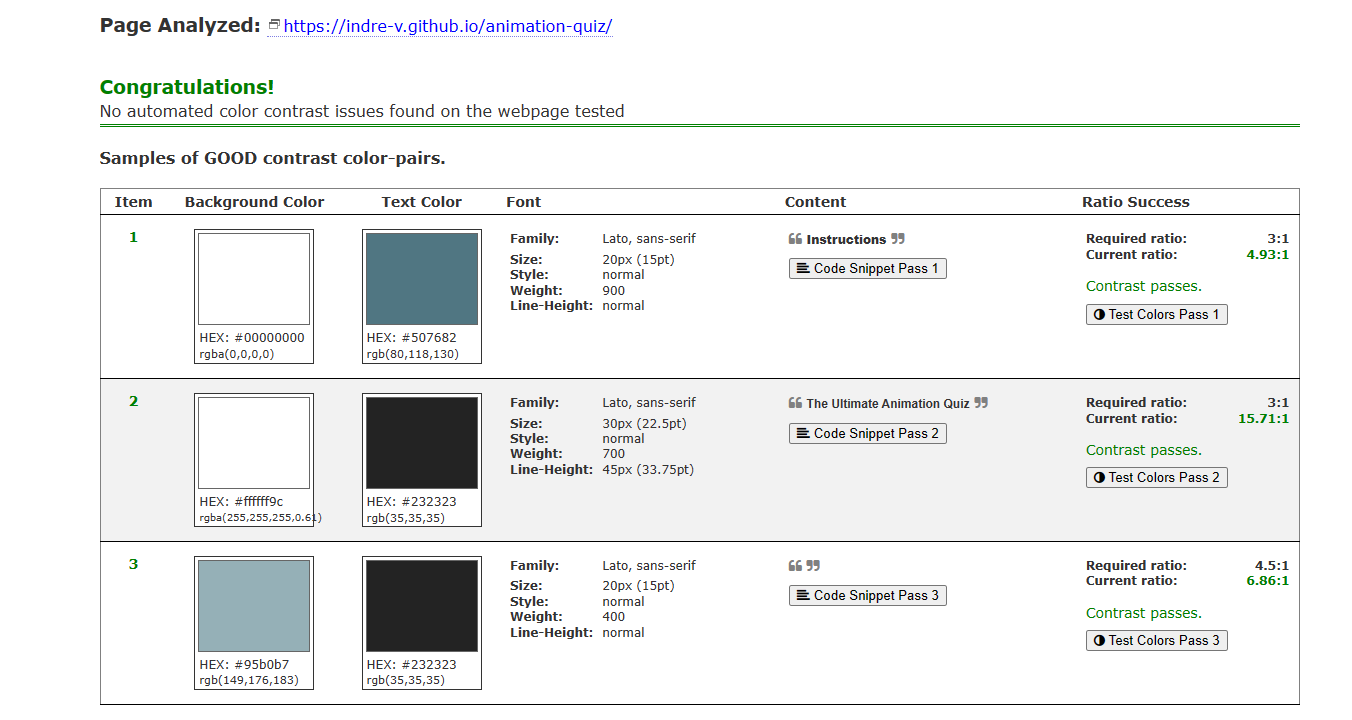 Page Analyzed: https://indre-v.github.io/animation-quiz/
Congratulations!
No automated color contrast issues found on the webpage tested
Samples of GOOD contrast color-pairs.
Item Background Color Text Color Font Content Ratio Success
1
HEX: #00000000
rgba(0,0,0,0)
HEX: #507682
rgb(80,118,130)
Family: Lato, sans-serif
Size: 20px (15pt)
Style: normal
Weight: 900
Line-Height: normal
❝ Instructions ❞
Code Snippet Pass 1
Required ratio: 3:1
Current ratio: 4.93:1
Contrast passes.
Test Colors Pass 1
2
HEX: #ffffff9c
rgba(255,255,255,0.61)
HEX: #232323
rgb(35,35,35)
Family: Lato, sans-serif
Size: 30px (22.5pt)
Style: normal
Weight: 700
Line-Height: 45px (33.75pt)
❝ The Ultimate Animation Quiz ❞
Code Snippet Pass 2
Required ratio: 3:1
Current ratio: 15.71:1
Contrast passes.
Test Colors Pass 2
3
HEX: #95b0b7
rgb(149,176,183)
HEX: #232323
rgb(35,35,35)
Family: Lato, sans-serif
Size: 20px (15pt)
Style: normal
Weight: 400
Line-Height: normal
❝ ❞
Code Snippet Pass 3
Required ratio: 4.5:1
Current ratio: 6.86:1
Contrast passes.
Test Colors Pass 3